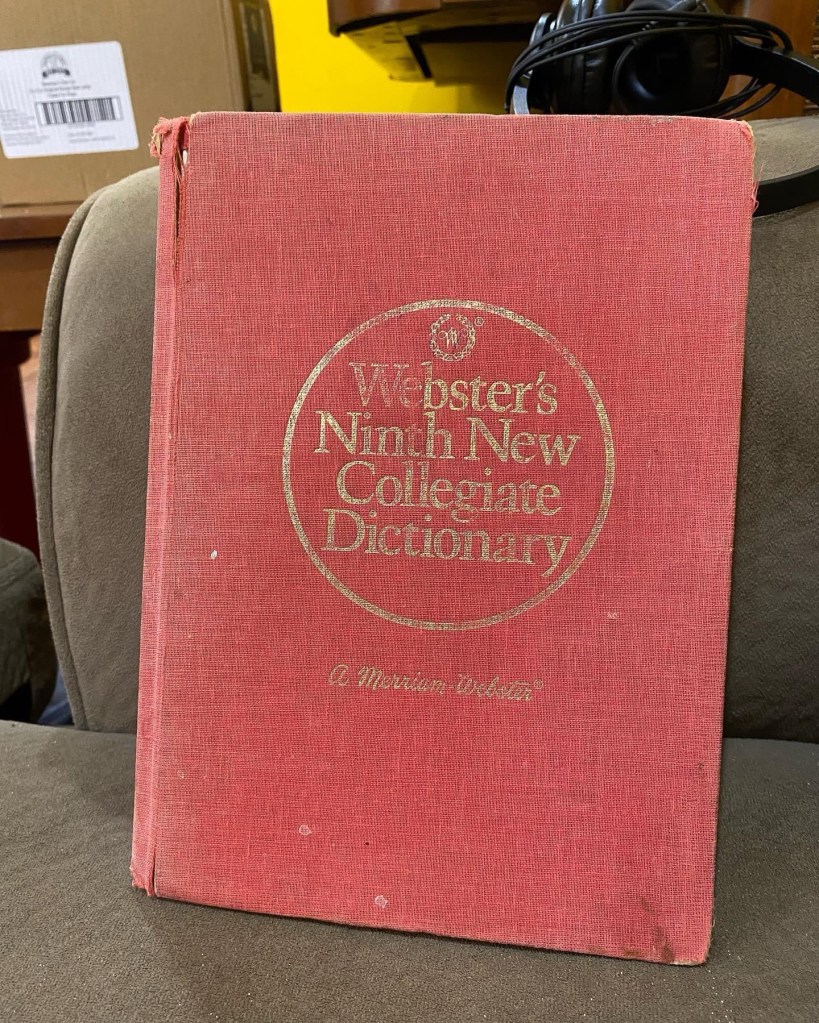 W
Webster's
Ninth New
Collegiate
Dictionary
A Merriam-Webster®